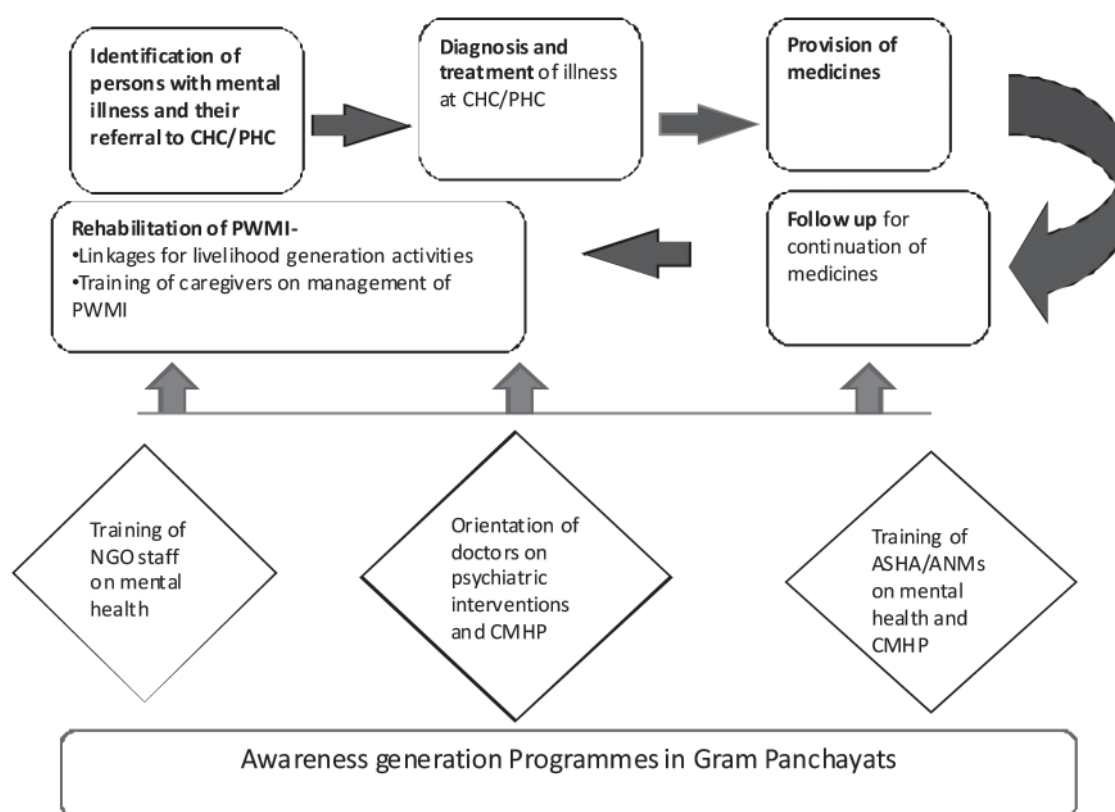 Identification of
persons with mental
illness and their
referral to CHC/PHC
Diagnosis and
treatment of illness
at CHC/PHC
Provision of
medicines
Rehabilitation of PWMI-
•Linkages for livelihood generation activities
•Training of caregivers on management of
PWMI
Follow up for
continuation of
medicines
Training of
NGO staff
on mental
health
Orientation of
doctors on
psychiatric
interventions
and CMHP
Training of
ASHA/ANMs
on mental
health and
CMHP
Awareness generation Programmes in Gram Panchayats